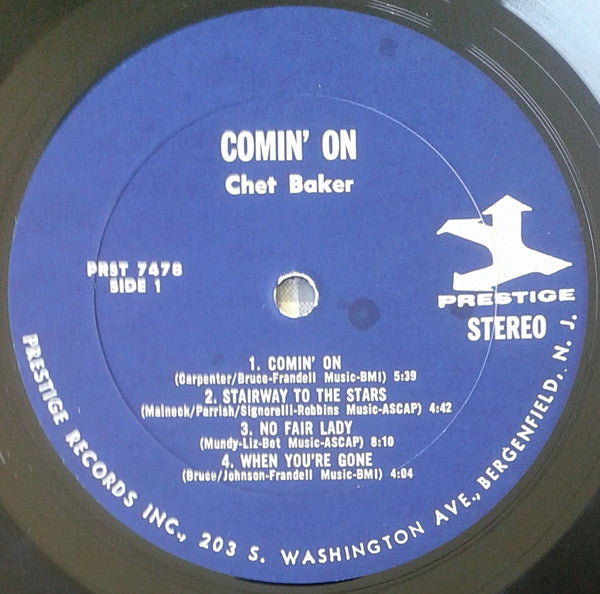 COMIN' ON
Chet Baker
PRST 7478
SIDE 1
PRESTIGE
STEREO
1. COMIN' ON
(Carpenter/Bruce-Frandell Music-BMI) 5:39
2. STAIRWAY TO THE STARS
(Malneck/Parrish/Signorelli-Robbins Music-ASCAP) 4:42
3. NO FAIR LADY
(Mundy-Liz-Bet Music-ASCAP) 8:10
4. WHEN YOU'RE GONE
(Bruce/Johnson-Frandell Music-BMI) 4:04
PRESTIGE RECORDS INC., 203 S. WASHINGTON AVE., BERGENFIELD, N. J.